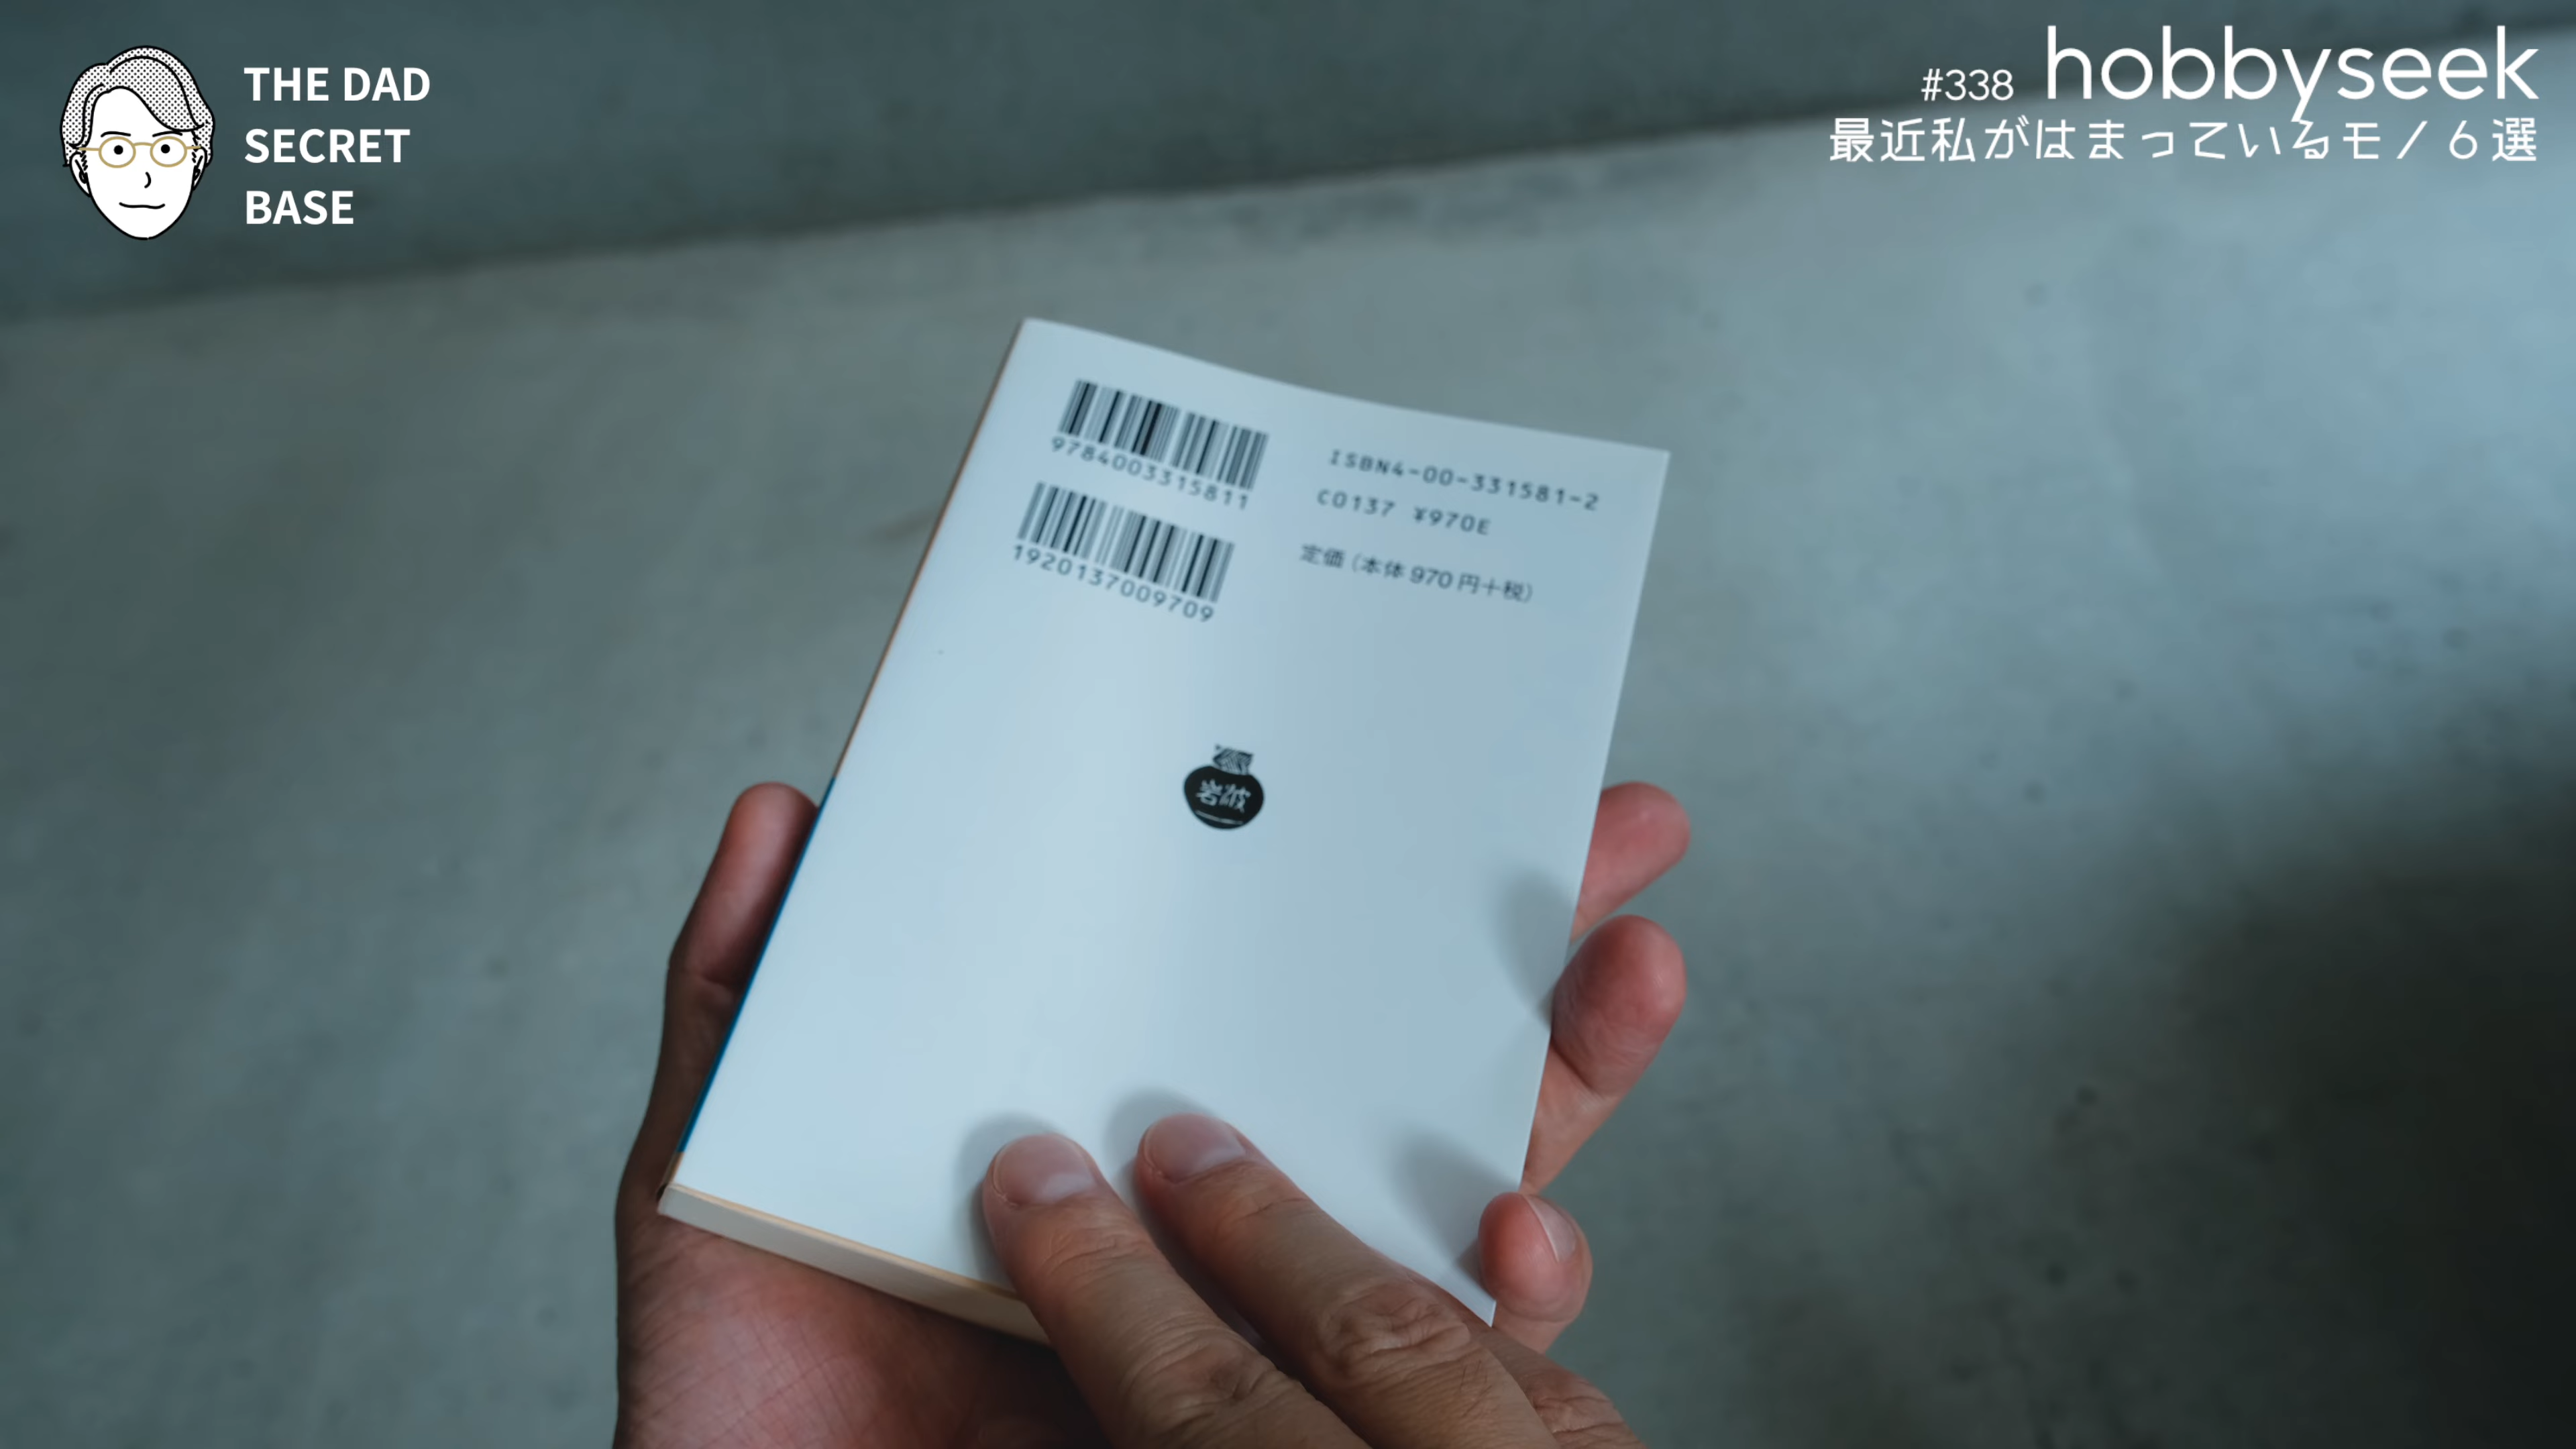 THE DAD
SECRET
BASE
#338 hobbyseek
最近私がはまっているモノ6選
9784003315811
1920137009709
ISBN4-00-331581-2
C0137 ¥970E
定価(本体970円+税)
岩波